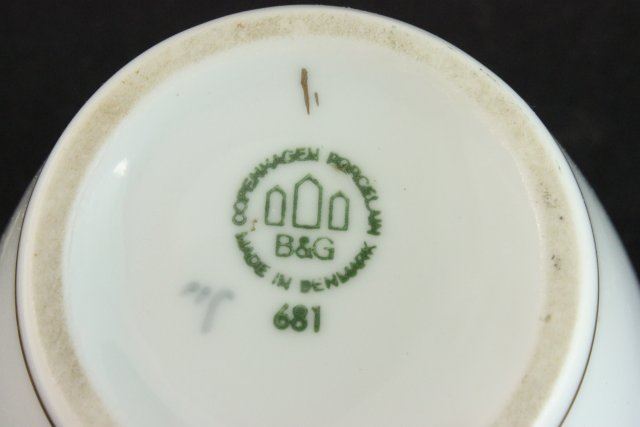 COPENHAGEN PORCELAIN
B&G
MADE IN DENMARK
681